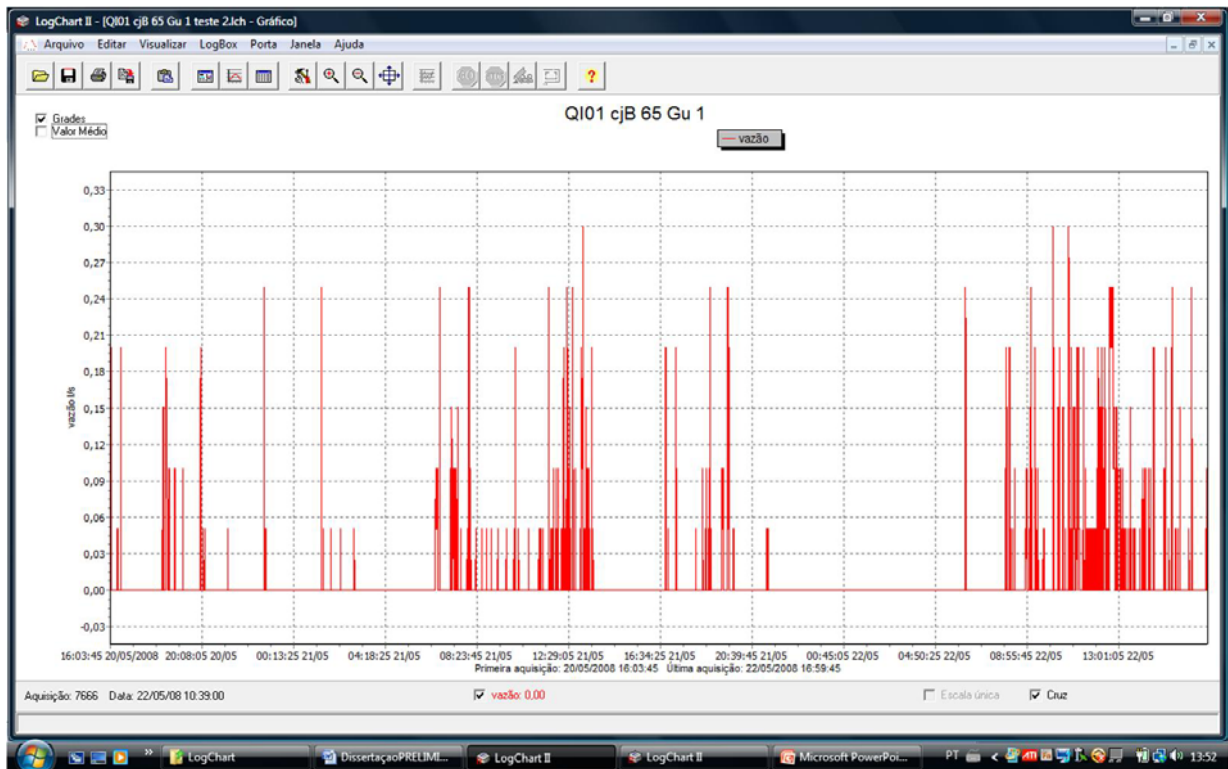 LogChart II - [QI01 cjB 65 Gu 1 teste 2.lch - Gráfico]
Arquivo Editar Visualizar LogBox Porta Janela Ajuda
Grades
Valor Médio
QI01 cjB 65 Gu 1
vazão
0,33
0,30
0,27
0,24
0,21
0,18
0,15
0,12
0,09
0,06
0,03
0,00
-0,03
vazão l/s
16:03:45 20/05/2008 20:08:05 20/05 00:13:25 21/05 04:18:25 21/05 08:23:45 21/05 12:29:05 21/05 16:34:25 21/05 20:39:45 21/05 00:45:05 22/05 04:50:25 22/05 08:55:45 22/05 13:01:05 22/05
Primeira aquisição: 20/05/2008 16:03:45 Última aquisição: 22/05/2008 16:59:45
Aquisição: 7666 Data: 22/05/08 10:39:00 vazão: 0,00 Escala única Cruz
LogChart DissertaçaoPRELIMI... LogChart II LogChart II Microsoft PowerPoi... PT 13:52